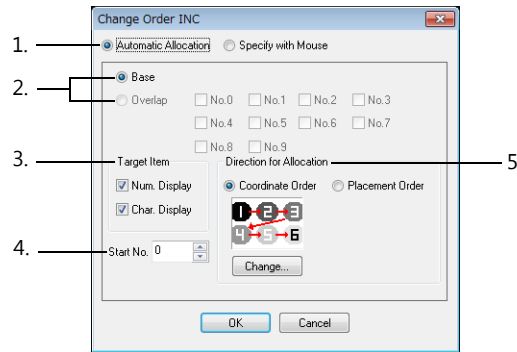 Change Order INC
1. Automatic Allocation Specify with Mouse
2. Base
Overlap No.0 No.1 No.2 No.3
No.4 No.5 No.6 No.7
No.8 No.9
3. Target Item Direction for Allocation 5
Num. Display Coordinate Order Placement Order
Char. Display
1 2 3
4 5 6
4. Start No. 0
Change...
OK Cancel